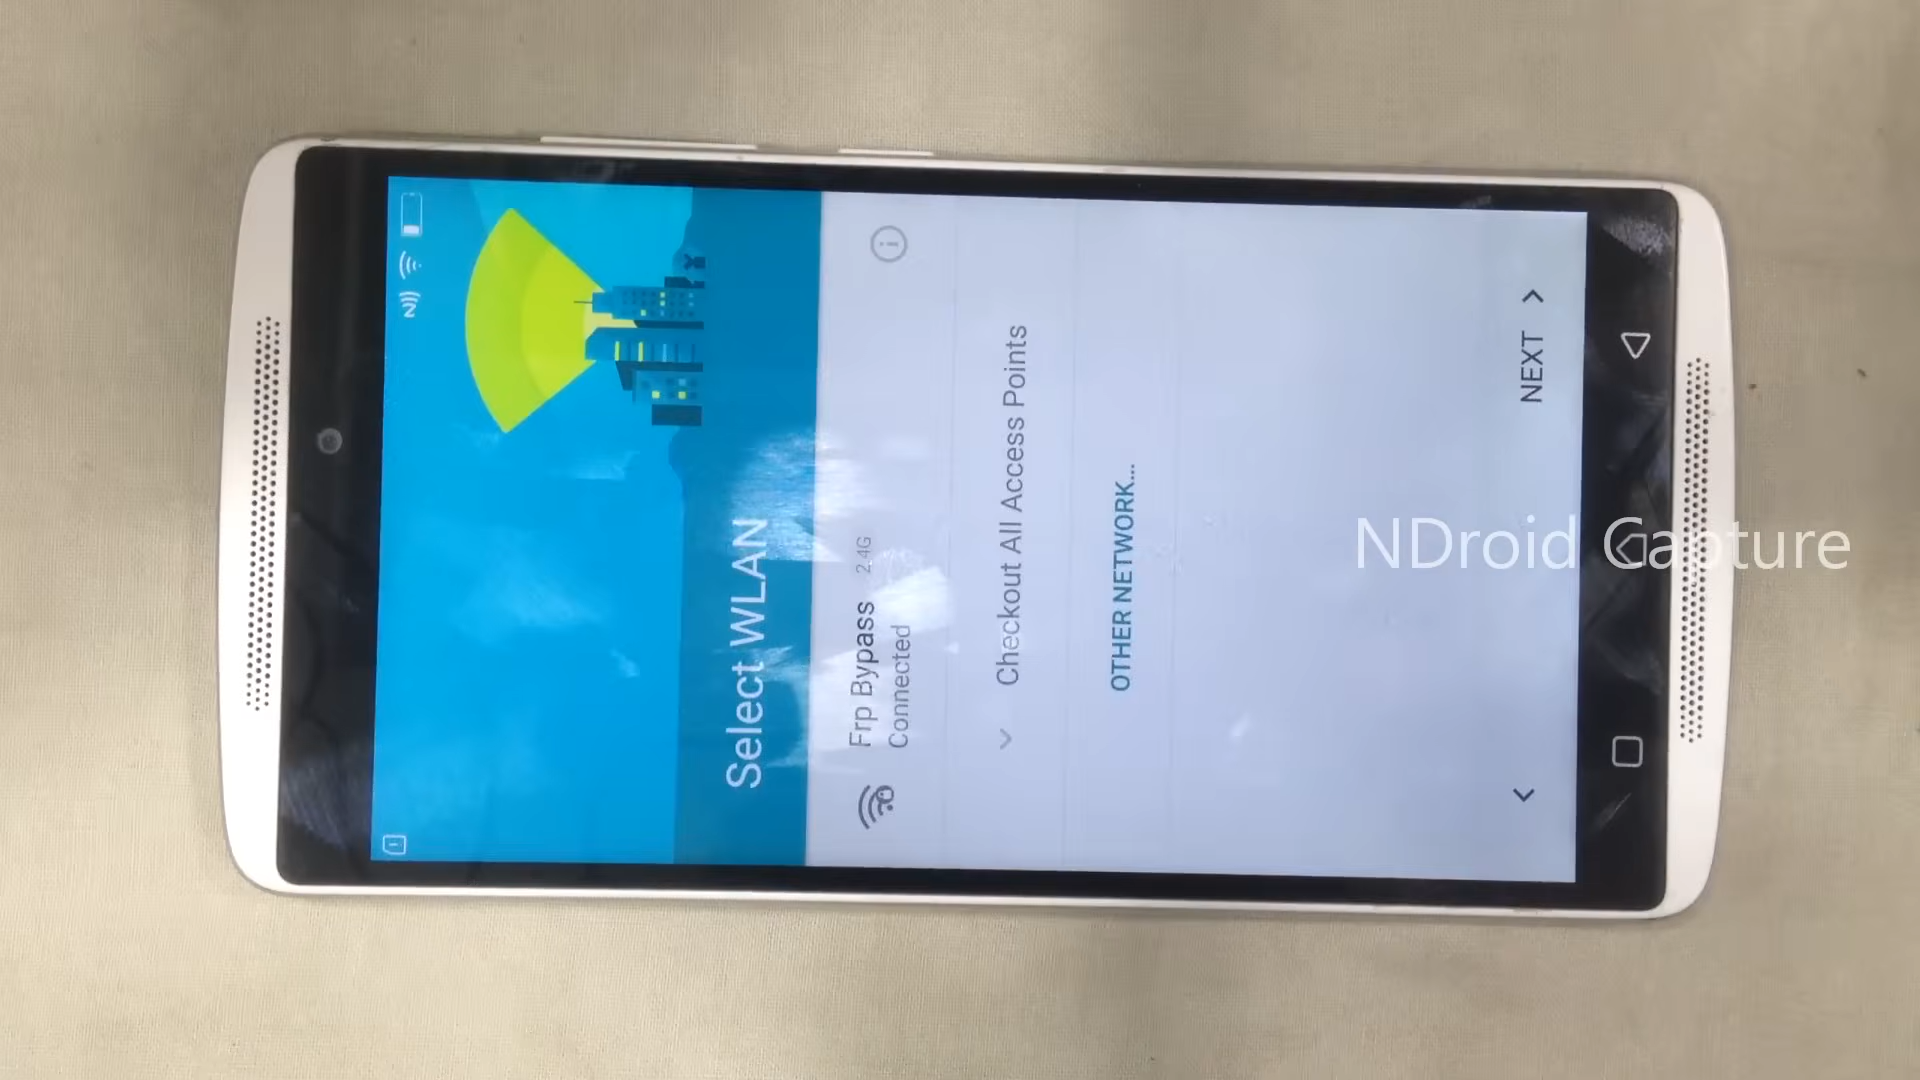 Select WLAN
Frp Bypass 2.4G
Connected
Checkout All Access Points
OTHER NETWORK...
NEXT
NDroid Capture